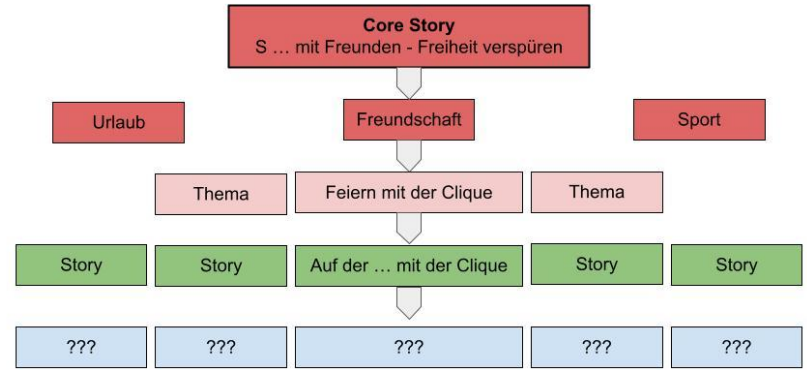 Core Story
S ... mit Freunden - Freiheit verspüren
Urlaub
Freundschaft
Sport
Thema
Feiern mit der Clique
Thema
Story
Story
Auf der ... mit der Clique
Story
Story
???
???
???
???
???